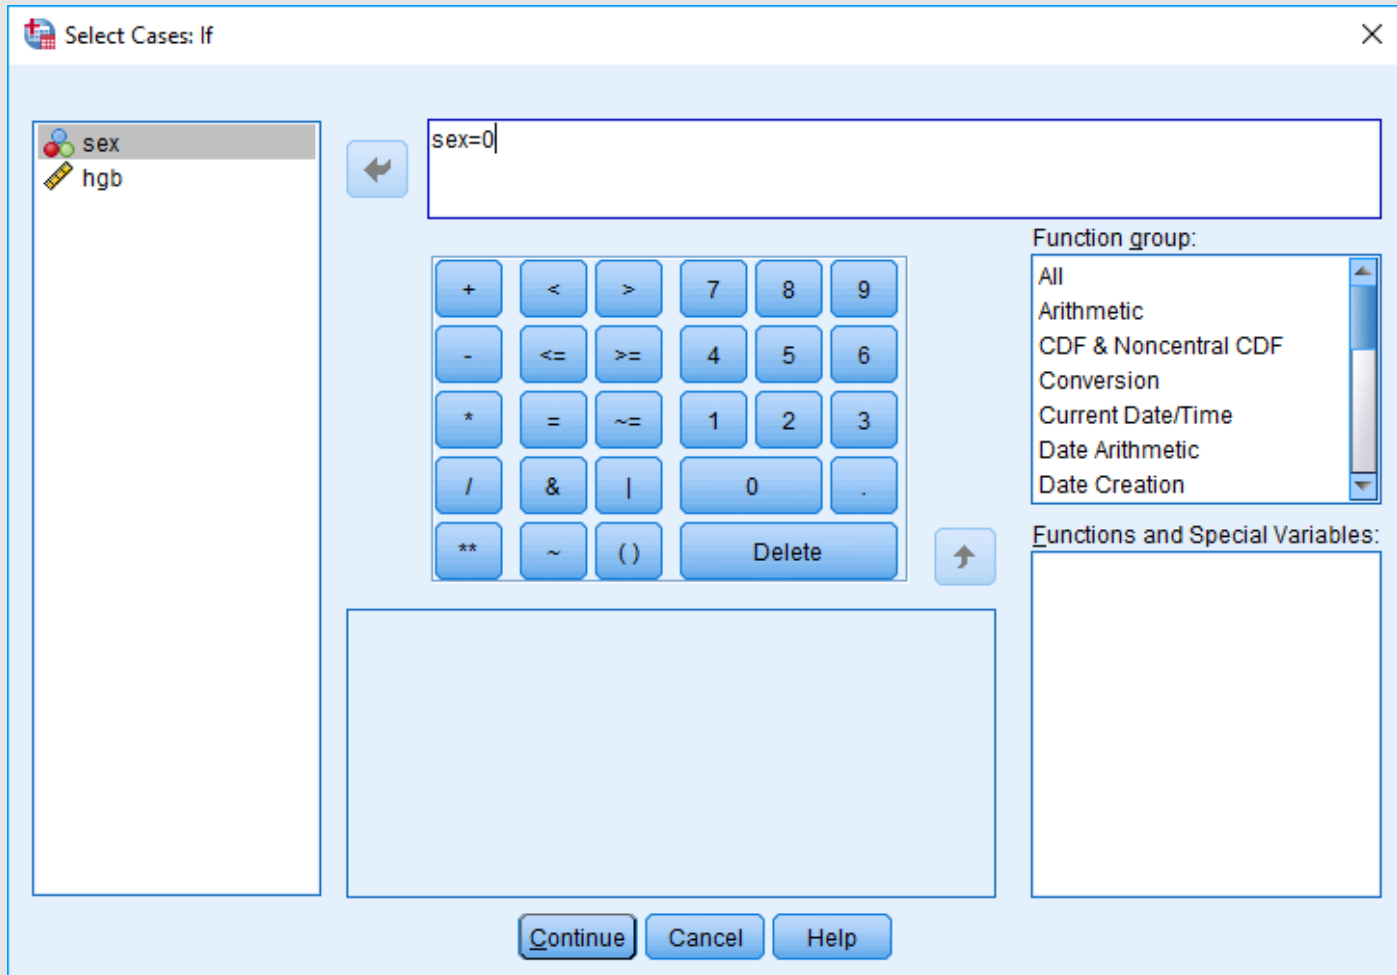 Select Cases: If
sex
hgb
sex=0
+ < > 7 8 9
- <= >= 4 5 6
* = ~= 1 2 3
/ & | 0 .
** ~ ( ) Delete
Function group:
All
Arithmetic
CDF & Noncentral CDF
Conversion
Current Date/Time
Date Arithmetic
Date Creation
Functions and Special Variables:
Continue Cancel Help